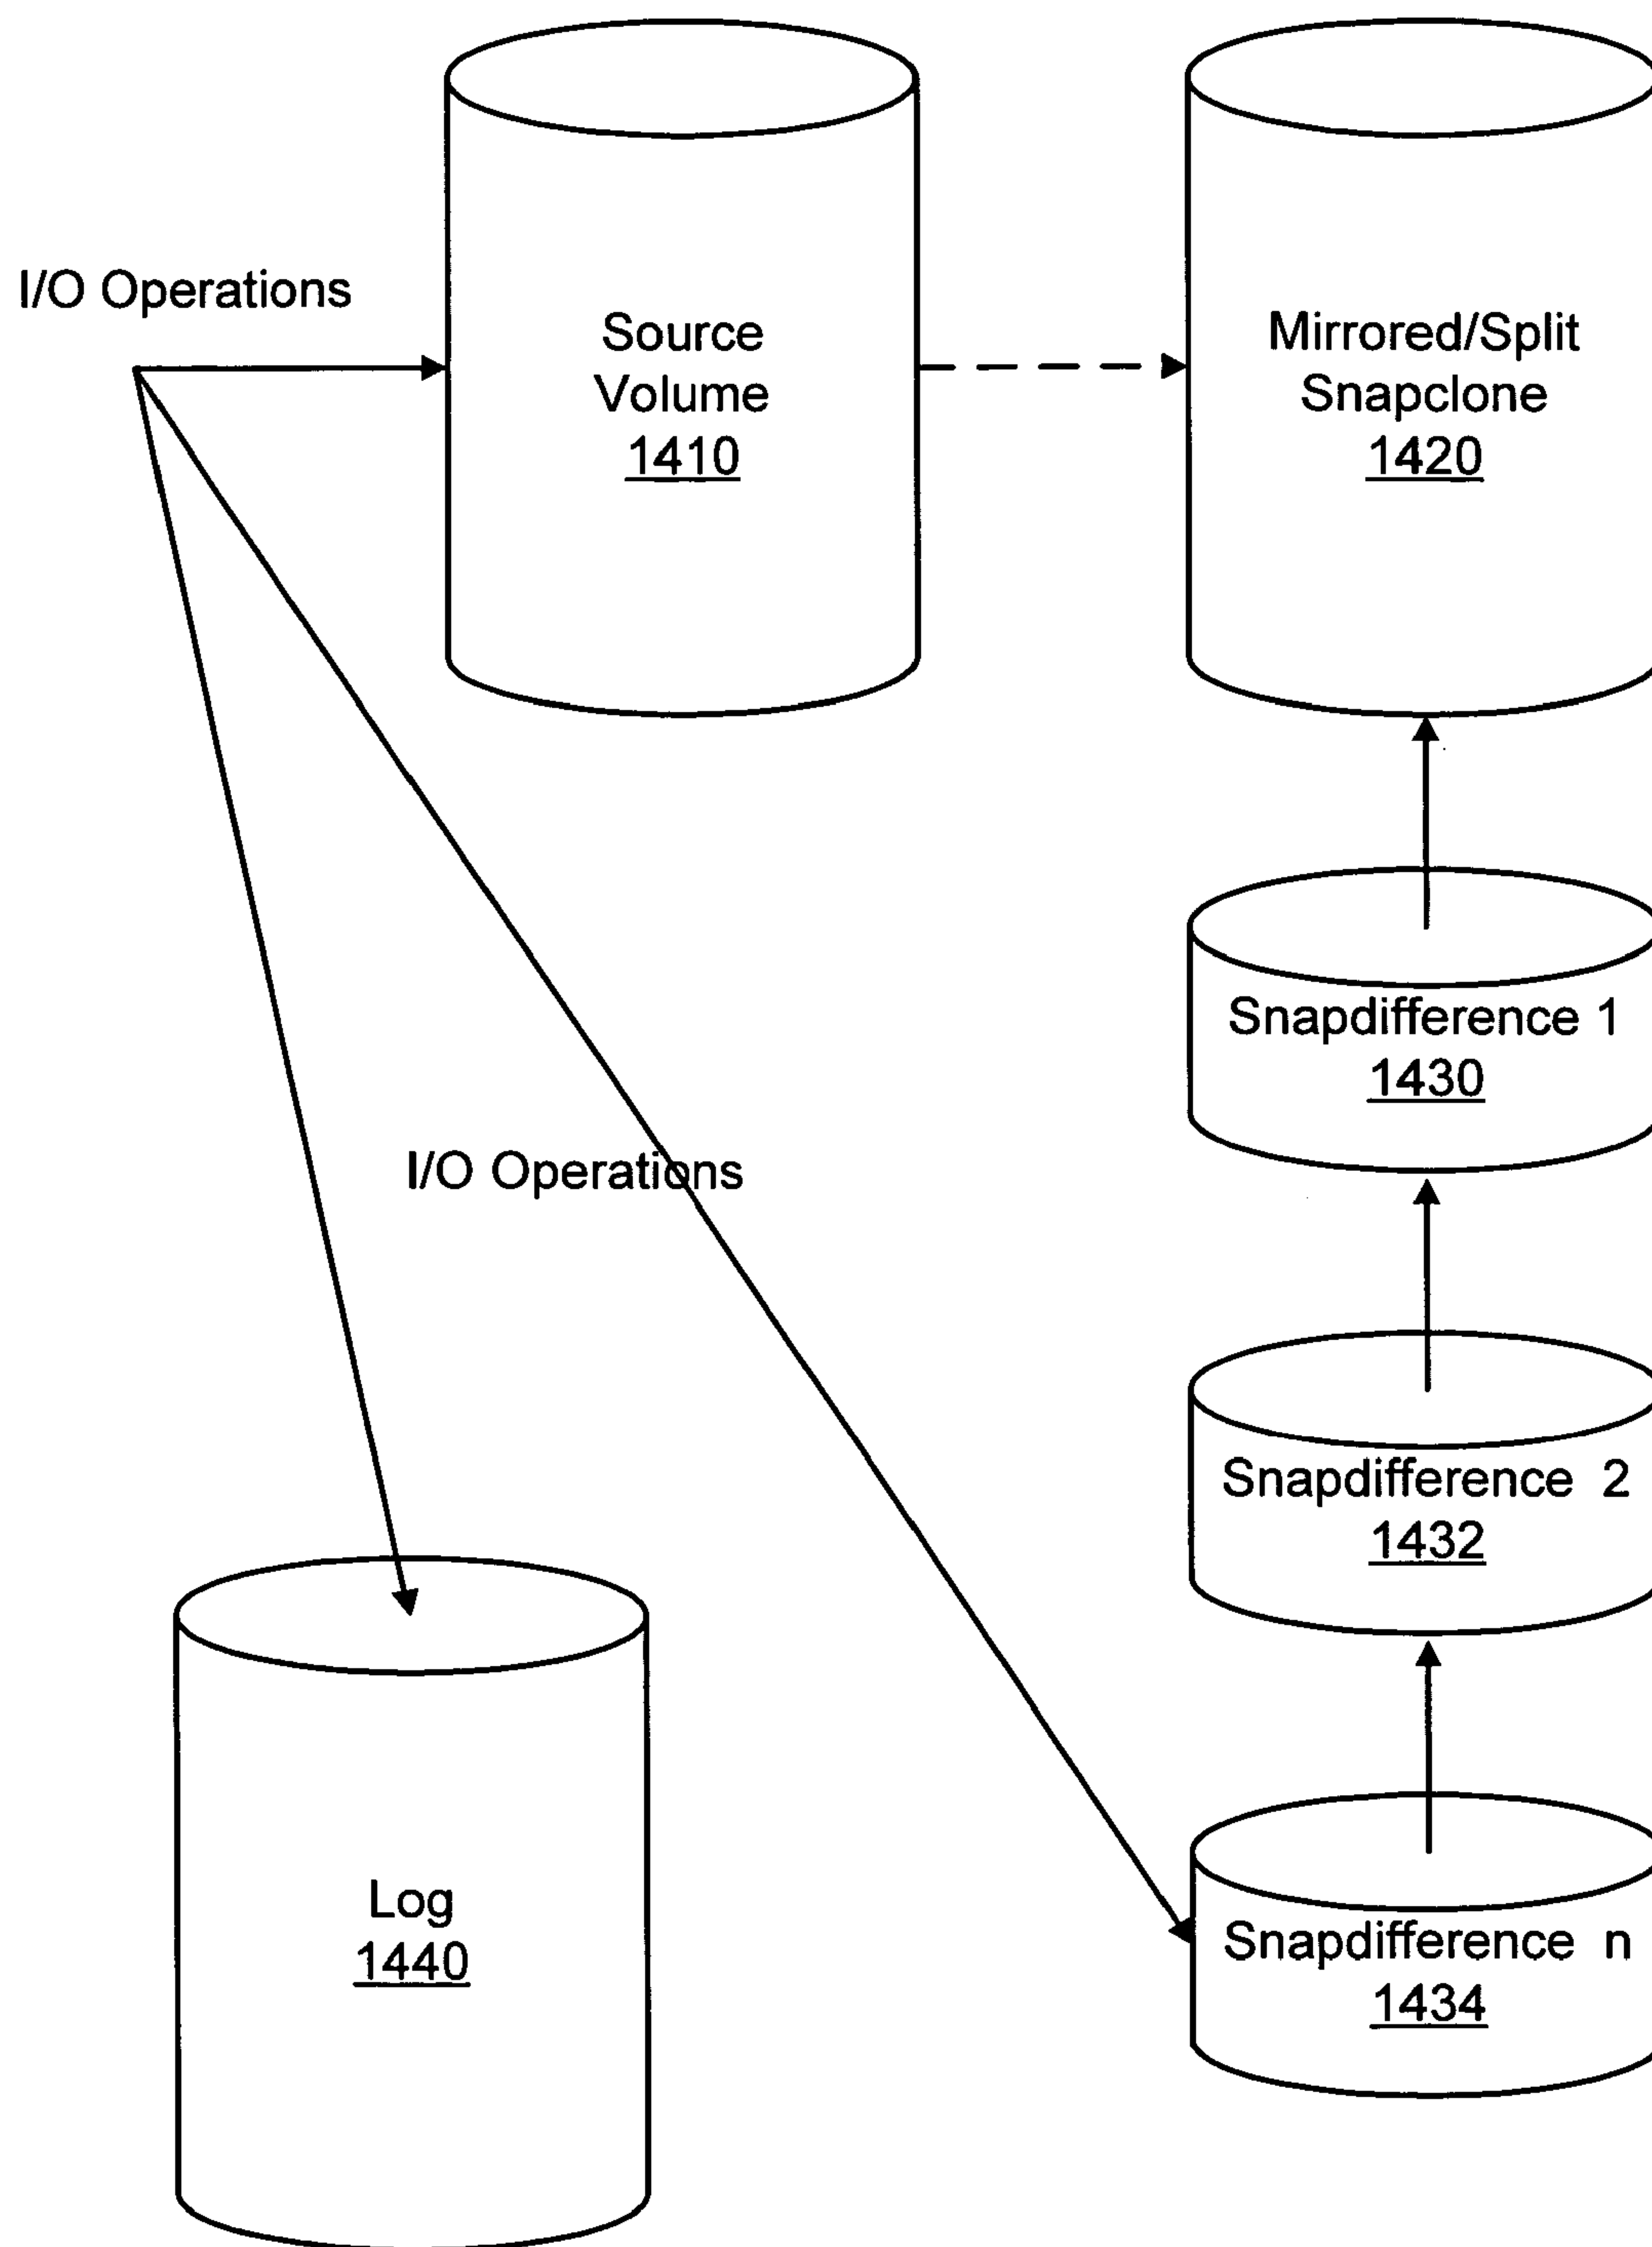 I/O Operations
Source
Volume
1410
Mirrored/Split
Snapclone
1420
Snapdifference 1
1430
I/O Operations
Snapdifference 2
1432
Log
1440
Snapdifference n
1434